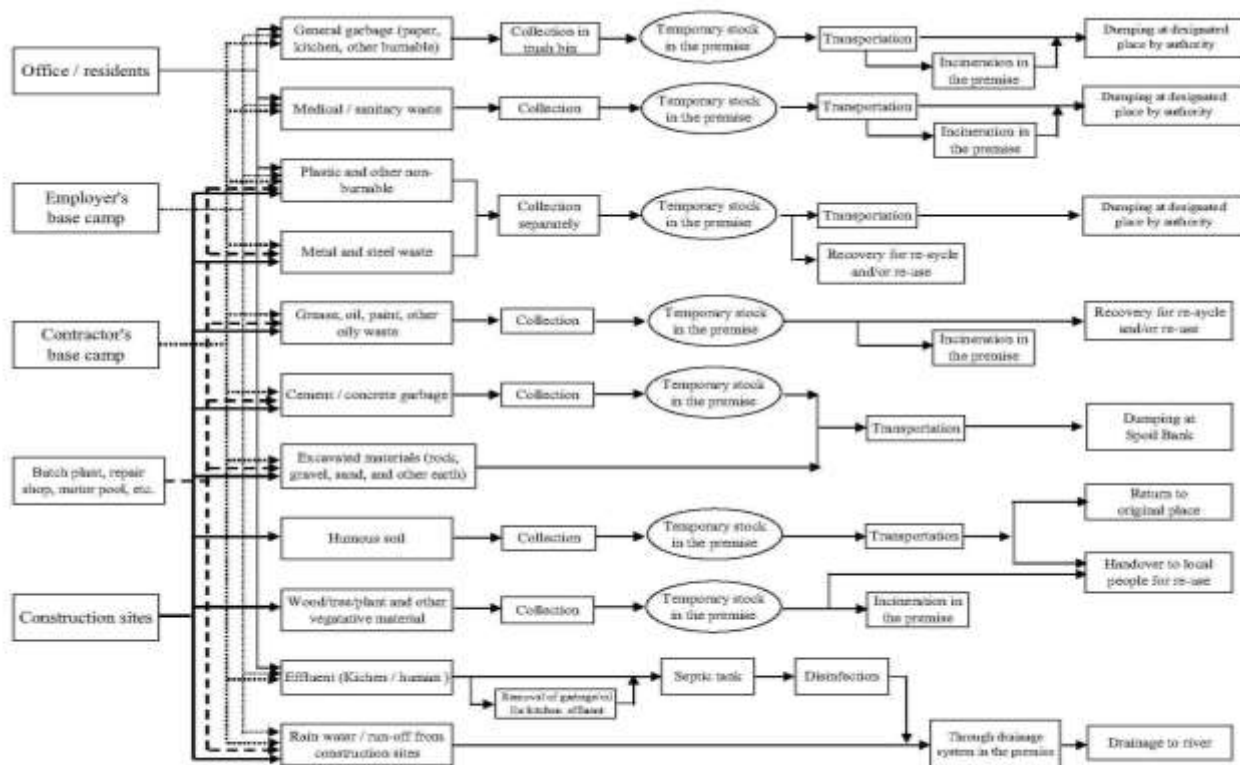 Office / residents
Employer's
base camp
Contractor's
base camp
Batch plant, repair
shop, motor pool, etc.
Construction sites
General garbage (paper,
kitchen, other burnable)
Collection in
trash bin
Temporary stock
in the premise
Transportation
Incineration in
the premise
Dumping at designated
place by authority
Medical / sanitary waste
Collection
Temporary stock
in the premise
Transportation
Incineration in
the premise
Dumping at designated
place by authority
Plastic and other non-
burnable
Metal and steel waste
Collection
separately
Temporary stock
in the premise
Transportation
Recovery for re-sycle
and/or re-use
Dumping at designated
place by authority
Grease, oil, paint, other
oily waste
Collection
Temporary stock
in the premise
Incineration in
the premise
Recovery for re-sycle
and/or re-use
Cement / concrete garbage
Collection
Temporary stock
in the premise
Excavated materials (rock,
gravel, sand, and other earth)
Transportation
Dumping at
Spoil Bank
Humous soil
Collection
Temporary stock
in the premise
Transportation
Return to
original place
Handover to local
people for re-use
Wood/tree/plant and other
vegatative material
Collection
Temporary stock
in the premise
Incineration in
the premise
Effluent (Kichen / human )
Removal of garbage/oil
for kitchen effluent
Septic tank
Disinfection
Rain water / run-off from
construction sites
Through drainage
system in the premise
Drainage to river